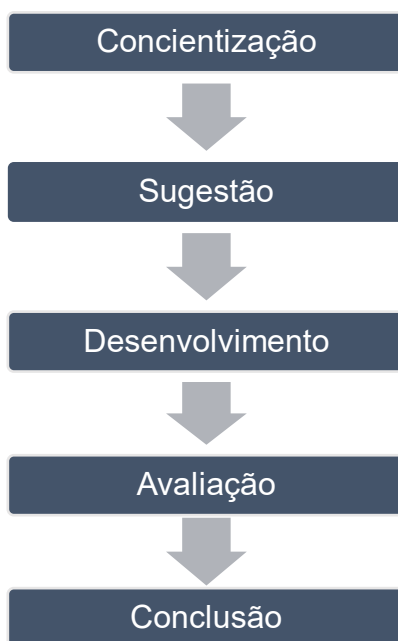 Concientização
Sugestão
Desenvolvimento
Avaliação
Conclusão